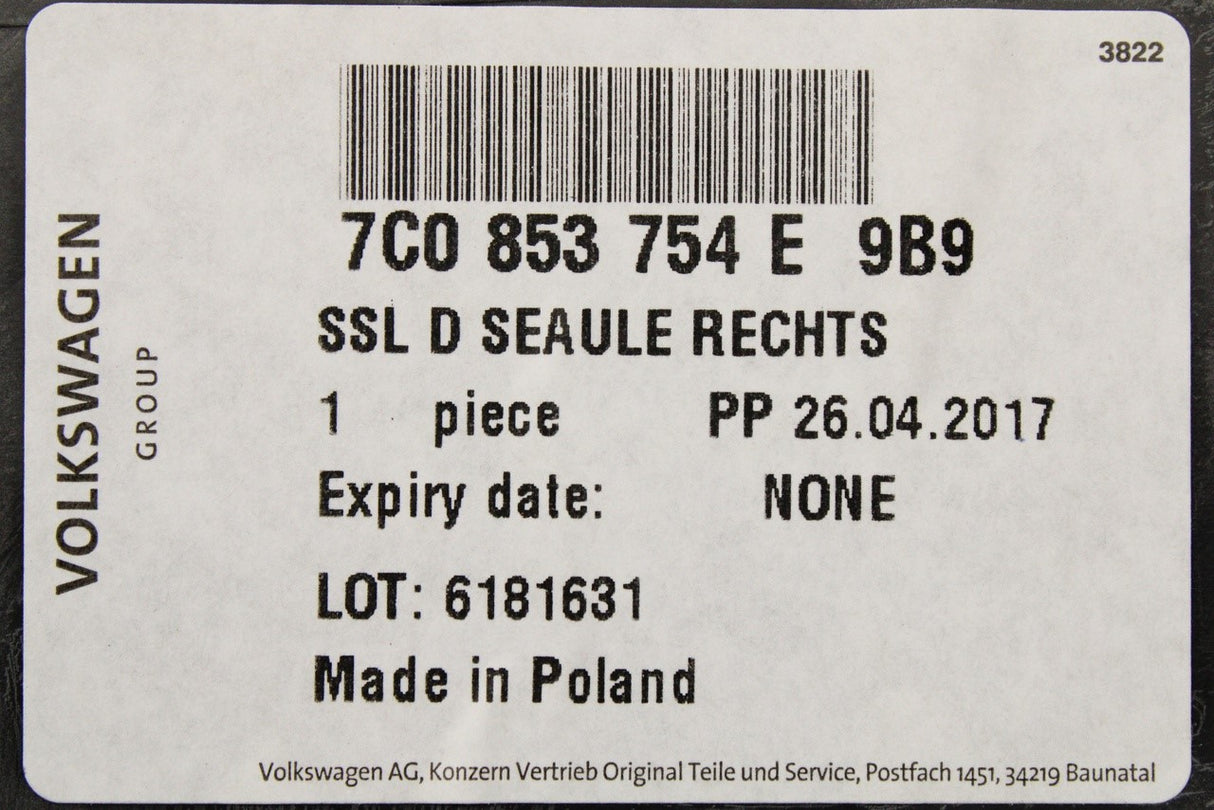 3822
7C0 853 754 E 9B9
SSL D SEAULE RECHTS
1 piece PP 26.04.2017
Expiry date: NONE
LOT: 6181631
Made in Poland
VOLKSWAGEN
GROUP
Volkswagen AG, Konzern Vertrieb Original Teile und Service, Postfach 1451, 34219 Baunatal